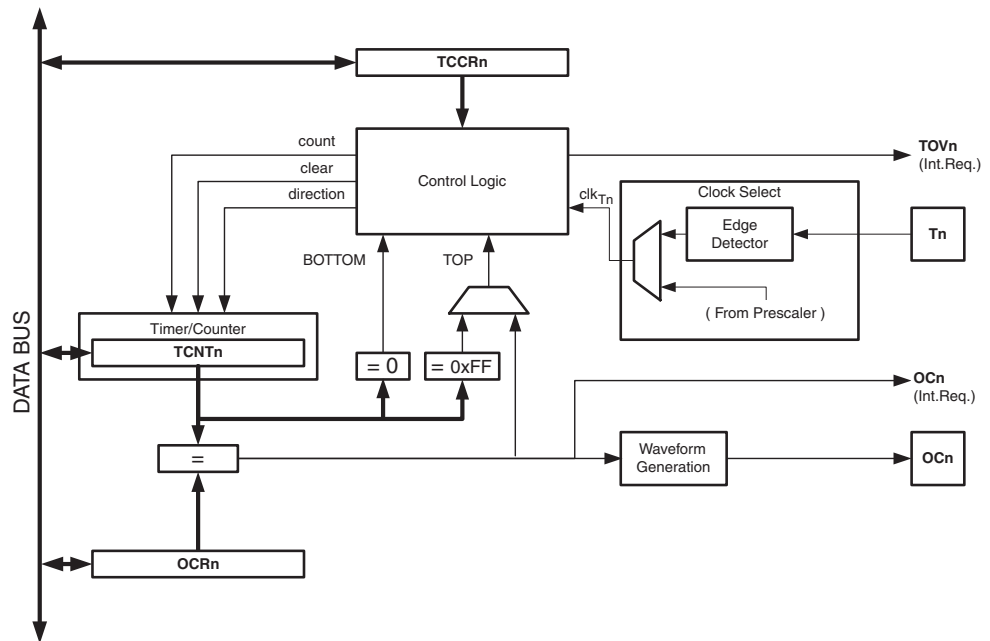 TCCRn
count
clear
direction
Control Logic
TOVn
(Int.Req.)
clkTn
Clock Select
Edge
Detector
Tn
BOTTOM
TOP
( From Prescaler )
Timer/Counter
TCNTn
= 0
= 0xFF
DATA BUS
OCn
(Int.Req.)
=
Waveform
Generation
OCn
OCRn